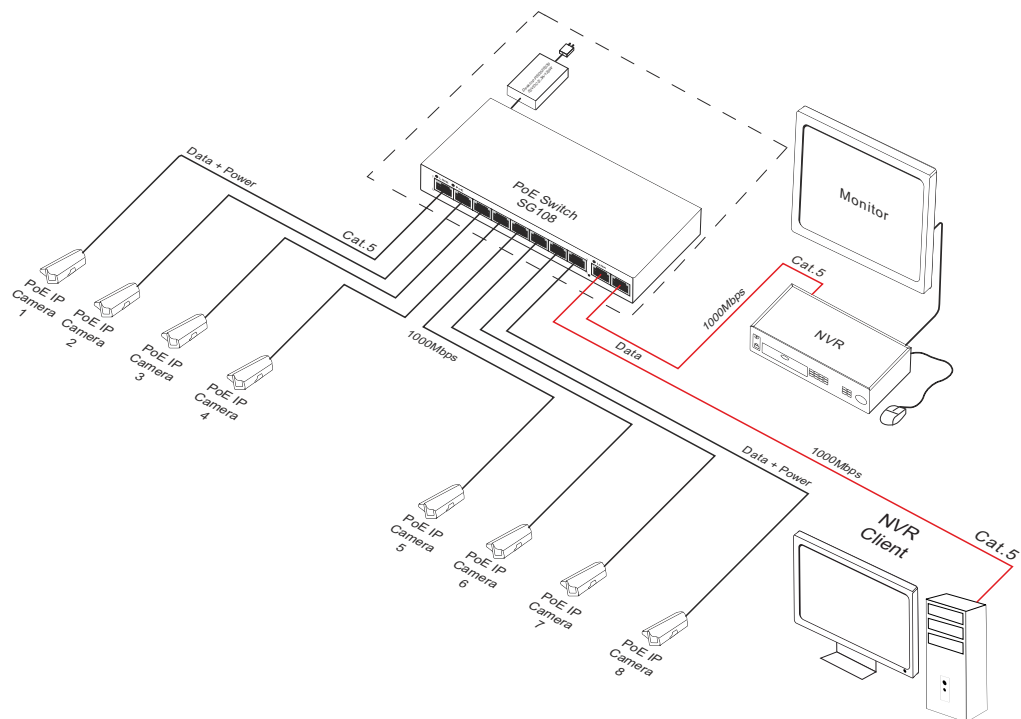 PoE Switch
SG108
Monitor
Data + Power
Cat.5
Cat.5
1000Mbps
NVR
PoE IP
Camera
1
PoE IP
Camera
2
PoE IP
Camera
3
PoE IP
Camera
4
1000Mbps
Data
1000Mbps
Data + Power
NVR
Client
Cat.5
PoE IP
Camera
5
PoE IP
Camera
6
PoE IP
Camera
7
PoE IP
Camera
8